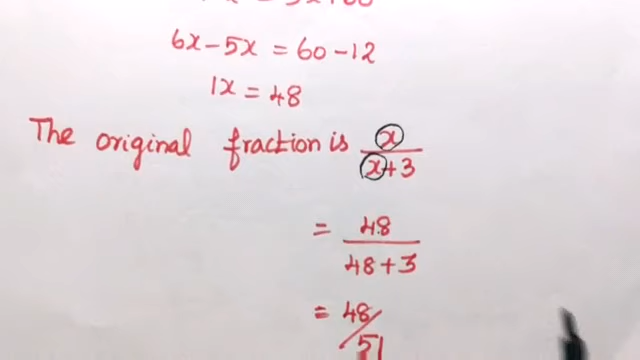 6x - 5x = 60 - 12
1x = 48
The original fraction is x / x+3
= 48 / 48+3
= 48/51